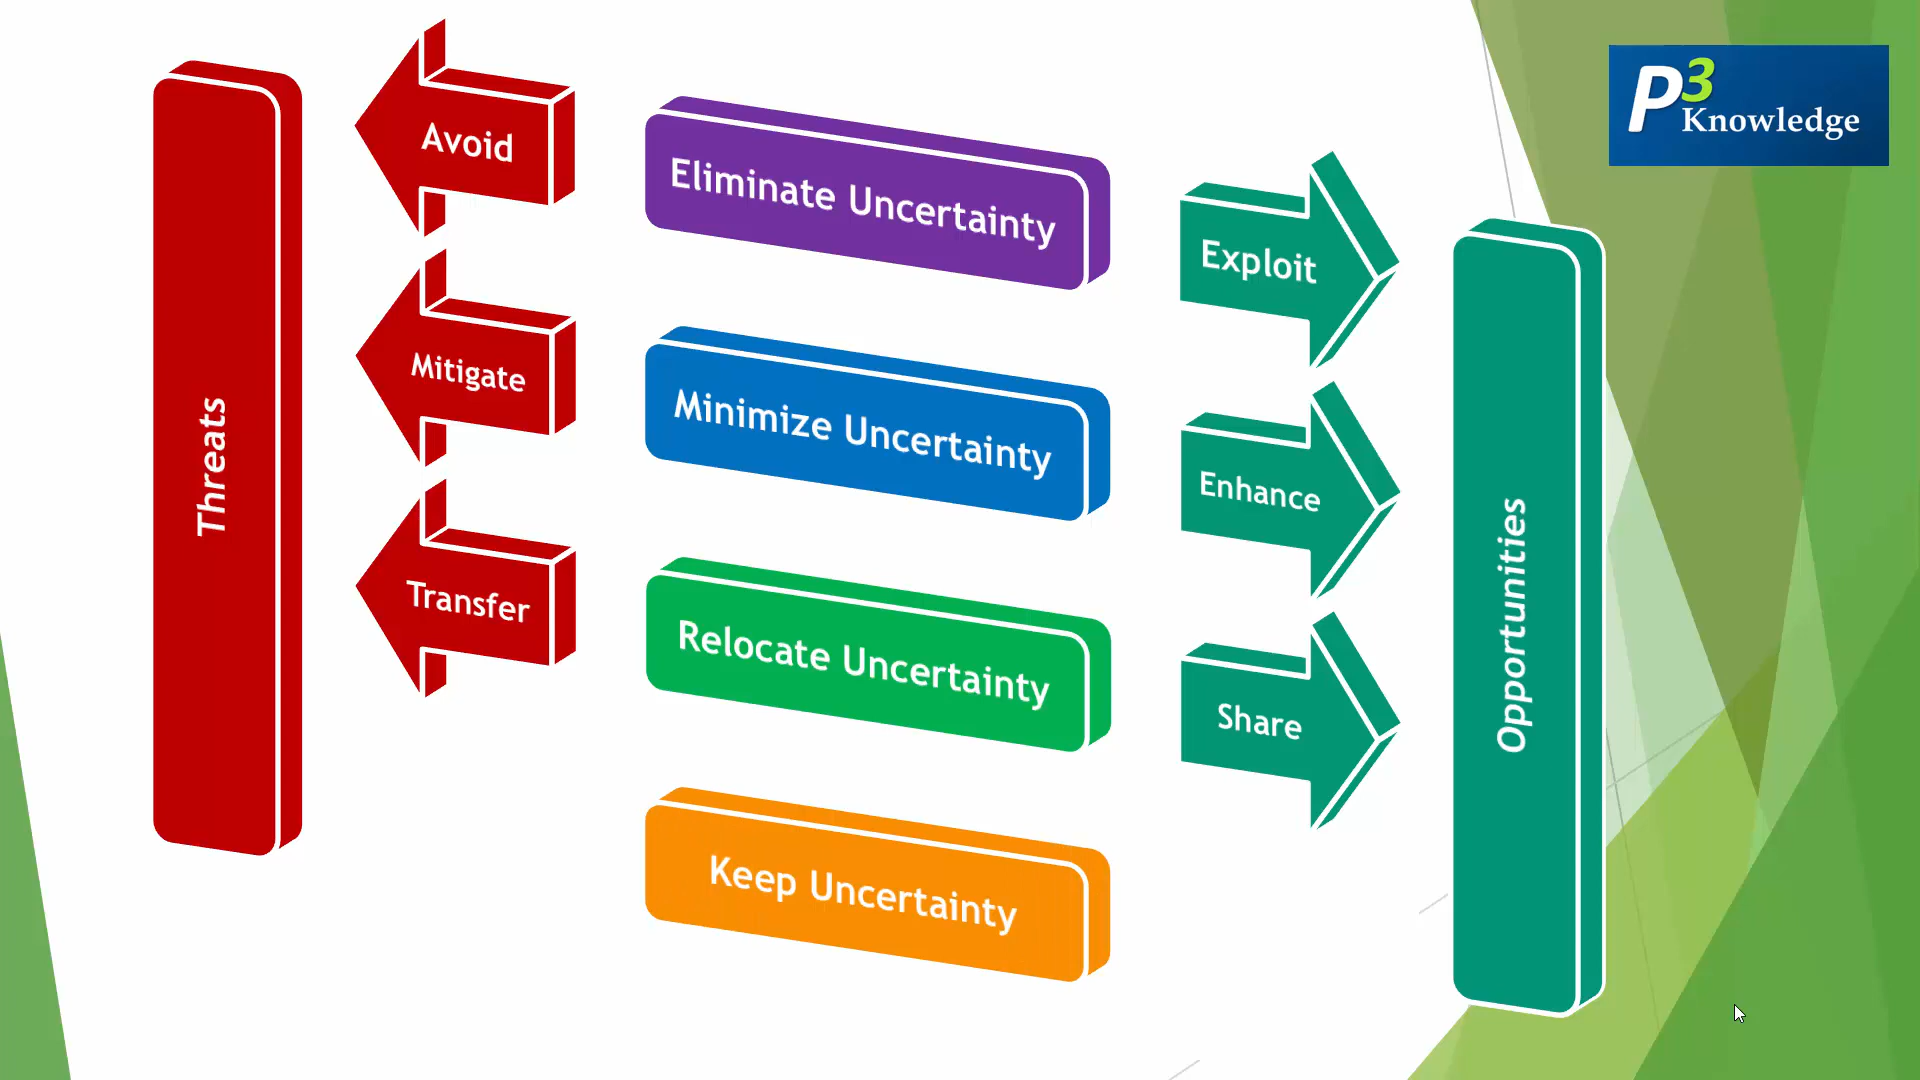 P3
Knowledge
Threats
Avoid
Eliminate Uncertainty
Exploit
Mitigate
Minimize Uncertainty
Enhance
Transfer
Relocate Uncertainty
Share
Keep Uncertainty
Opportunities